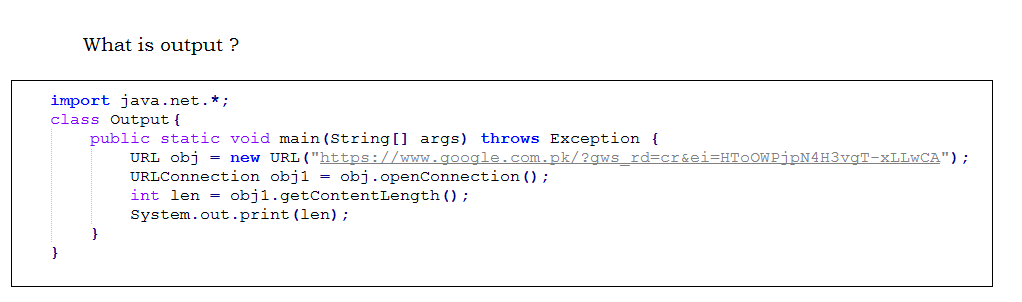 What is output ?
import java.net.*;
class Output{
public static void main(String[] args) throws Exception {
URL obj = new URL("https://www.google.com.pk/?gws_rd=cr&ei=HToOWPjpN4H3vgT-xLLwCA");
URLConnection obj1 = obj.openConnection();
int len = obj1.getContentLength();
System.out.print(len);
}
}